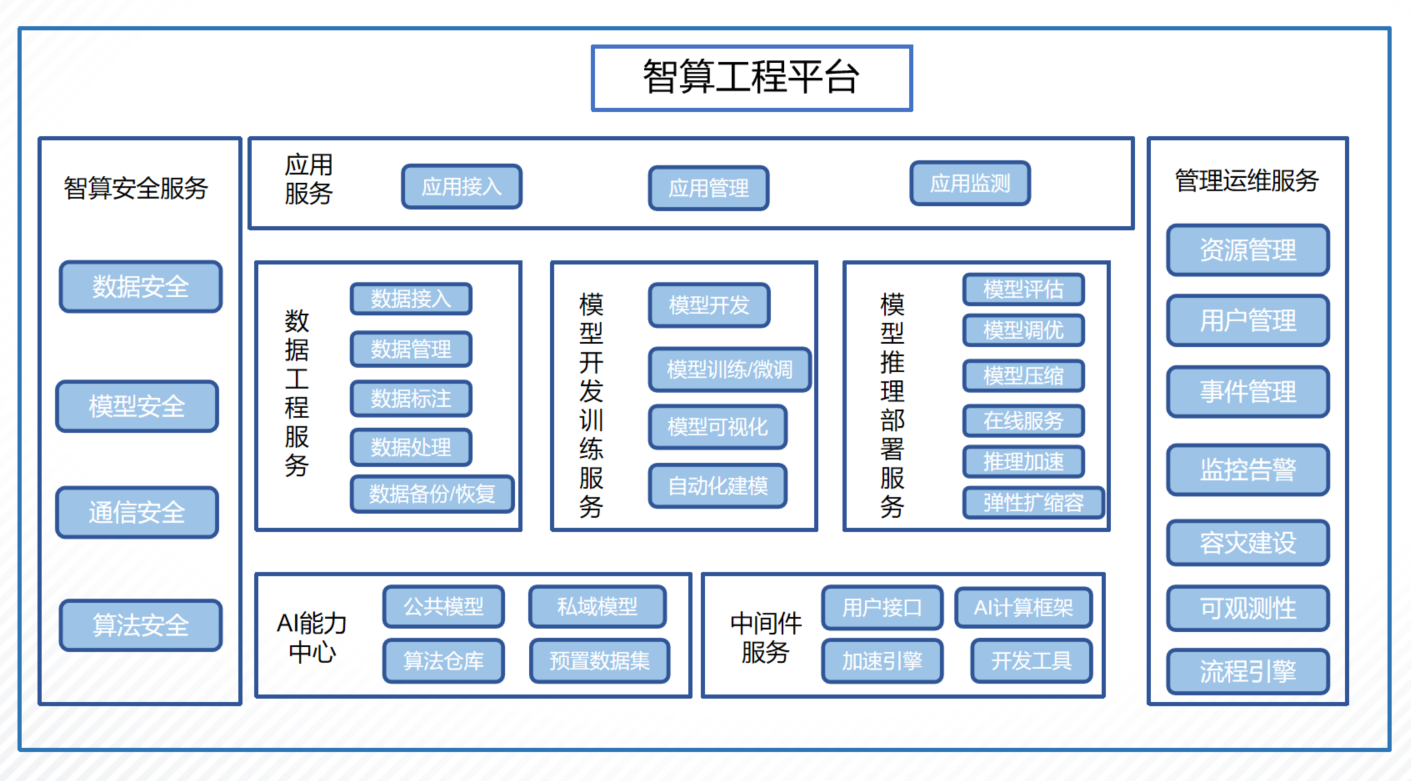 智算工程平台
智算安全服务
数据安全
模型安全
通信安全
算法安全
应用
服务
应用接入
应用管理
应用监测
数据工程服务
数据接入
数据管理
数据标注
数据处理
数据备份/恢复
模型开发训练服务
模型开发
模型训练/微调
模型可视化
自动化建模
模型推理部署服务
模型评估
模型调优
模型压缩
在线服务
推理加速
弹性扩缩容
AI能力
中心
公共模型
私域模型
算法仓库
预置数据集
中间件
服务
用户接口
AI计算框架
加速引擎
开发工具
管理运维服务
资源管理
用户管理
事件管理
监控告警
容灾建设
可观测性
流程引擎